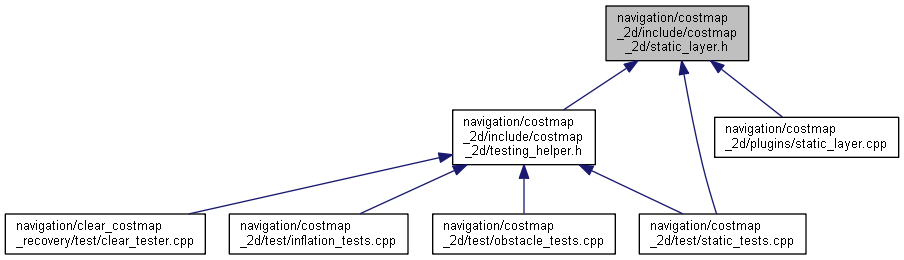 navigation/costmap
_2d/include/costmap
_2d/static_layer.h
navigation/costmap
_2d/include/costmap
_2d/testing_helper.h
navigation/costmap
_2d/plugins/static_layer.cpp
navigation/clear_costmap
_recovery/test/clear_tester.cpp
navigation/costmap
_2d/test/inflation_tests.cpp
navigation/costmap
_2d/test/obstacle_tests.cpp
navigation/costmap
_2d/test/static_tests.cpp